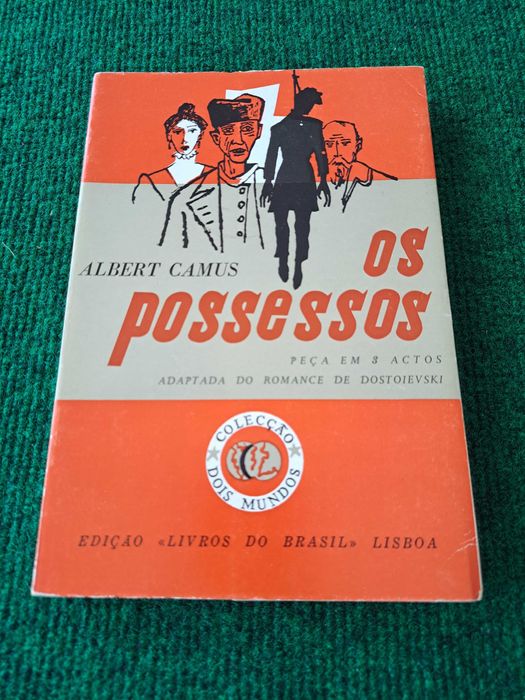 ALBERT CAMUS
OS
POSSESSOS
PEÇA EM 3 ACTOS
ADAPTADA DO ROMANCE DE DOSTOIEVSKI
COLECÇÃO
DOIS MUNDOS
EDIÇÃO «LIVROS DO BRASIL» LISBOA